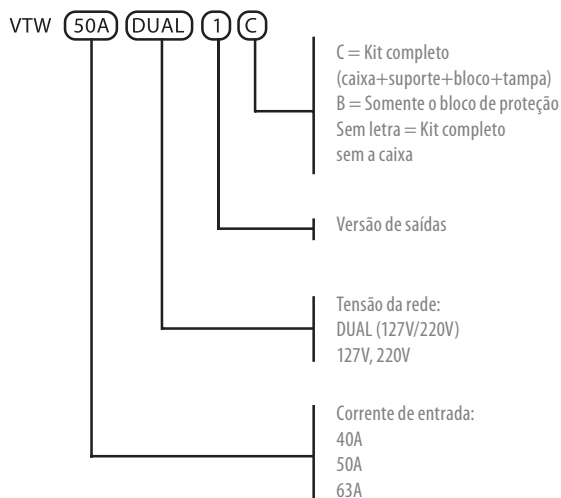 VTW 50A DUAL 1 C
C = Kit completo
(caixa+suporte+bloco+tampa)
B = Somente o bloco de proteção
Sem letra = Kit completo
sem a caixa
Versão de saídas
Tensão da rede:
DUAL (127V/220V)
127V, 220V
Corrente de entrada:
40A
50A
63A